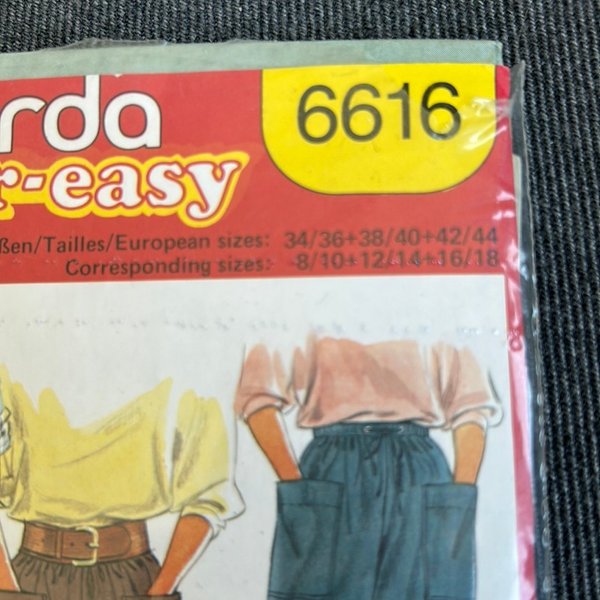 rda
6616
r-easy
ßen/Tailles/European sizes: 34/36+38/40+42/44
Corresponding sizes: 8/10+12/14+16/18